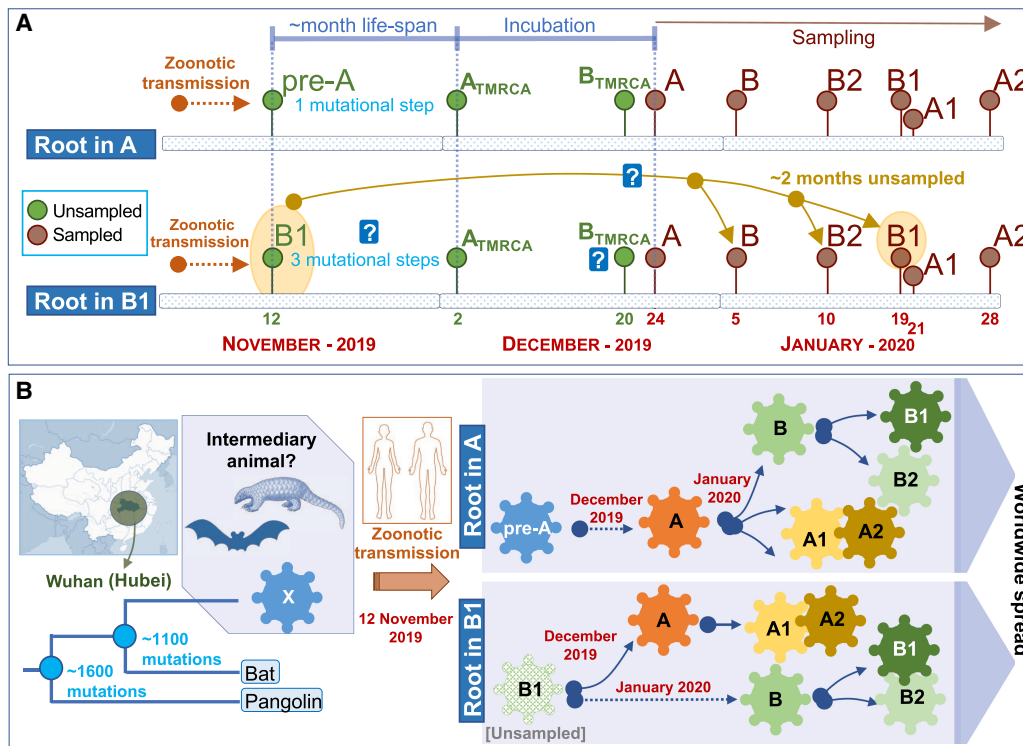 A
~month life-span
Incubation
Sampling
Zoonotic
transmission
pre-A
1 mutational step
A TMRCA
B TMRCA
A
B
B2
B1
A1
A2
Root in A
?
~2 months unsampled
Unsampled
Sampled
Zoonotic
transmission
B1
?
3 mutational steps
A TMRCA
B TMRCA
?
A
B
B2
B1
A1
A2
Root in B1
12
2
20
24
5
10
19
21
28
NOVEMBER - 2019
DECEMBER - 2019
JANUARY - 2020
B
Wuhan (Hubei)
Intermediary
animal?
X
~1100
mutations
~1600
mutations
Bat
Pangolin
Zoonotic
transmission
12 November
2019
Root in A
pre-A
December
2019
A
January
2020
B
B1
B2
A1
A2
Root in B1
B1
[Unsampled]
December
2019
A
A1
A2
January 2020
B
B1
B2
Worldwide spread